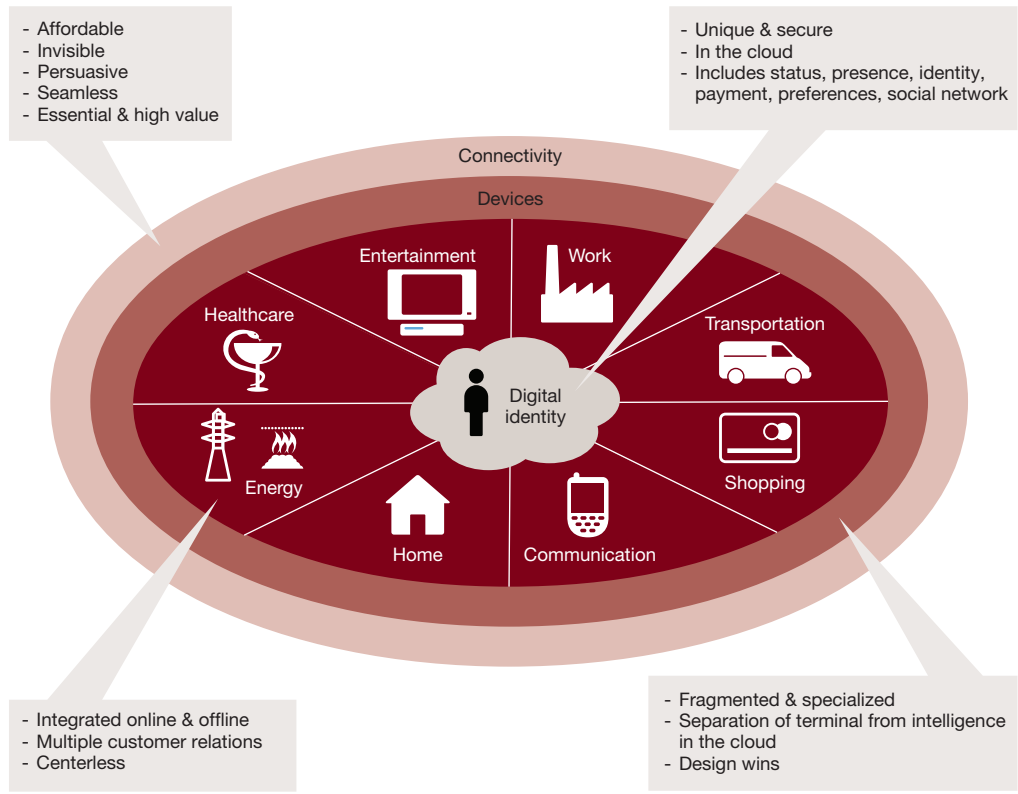 - Affordable
- Invisible
- Persuasive
- Seamless
- Essential & high value
- Unique & secure
- In the cloud
- Includes status, presence, identity,
payment, preferences, social network
Connectivity
Devices
Entertainment
Work
Healthcare
Transportation
Digital
identity
Energy
Shopping
Home
Communication
- Integrated online & offline
- Multiple customer relations
- Centerless
- Fragmented & specialized
- Separation of terminal from intelligence
in the cloud
- Design wins